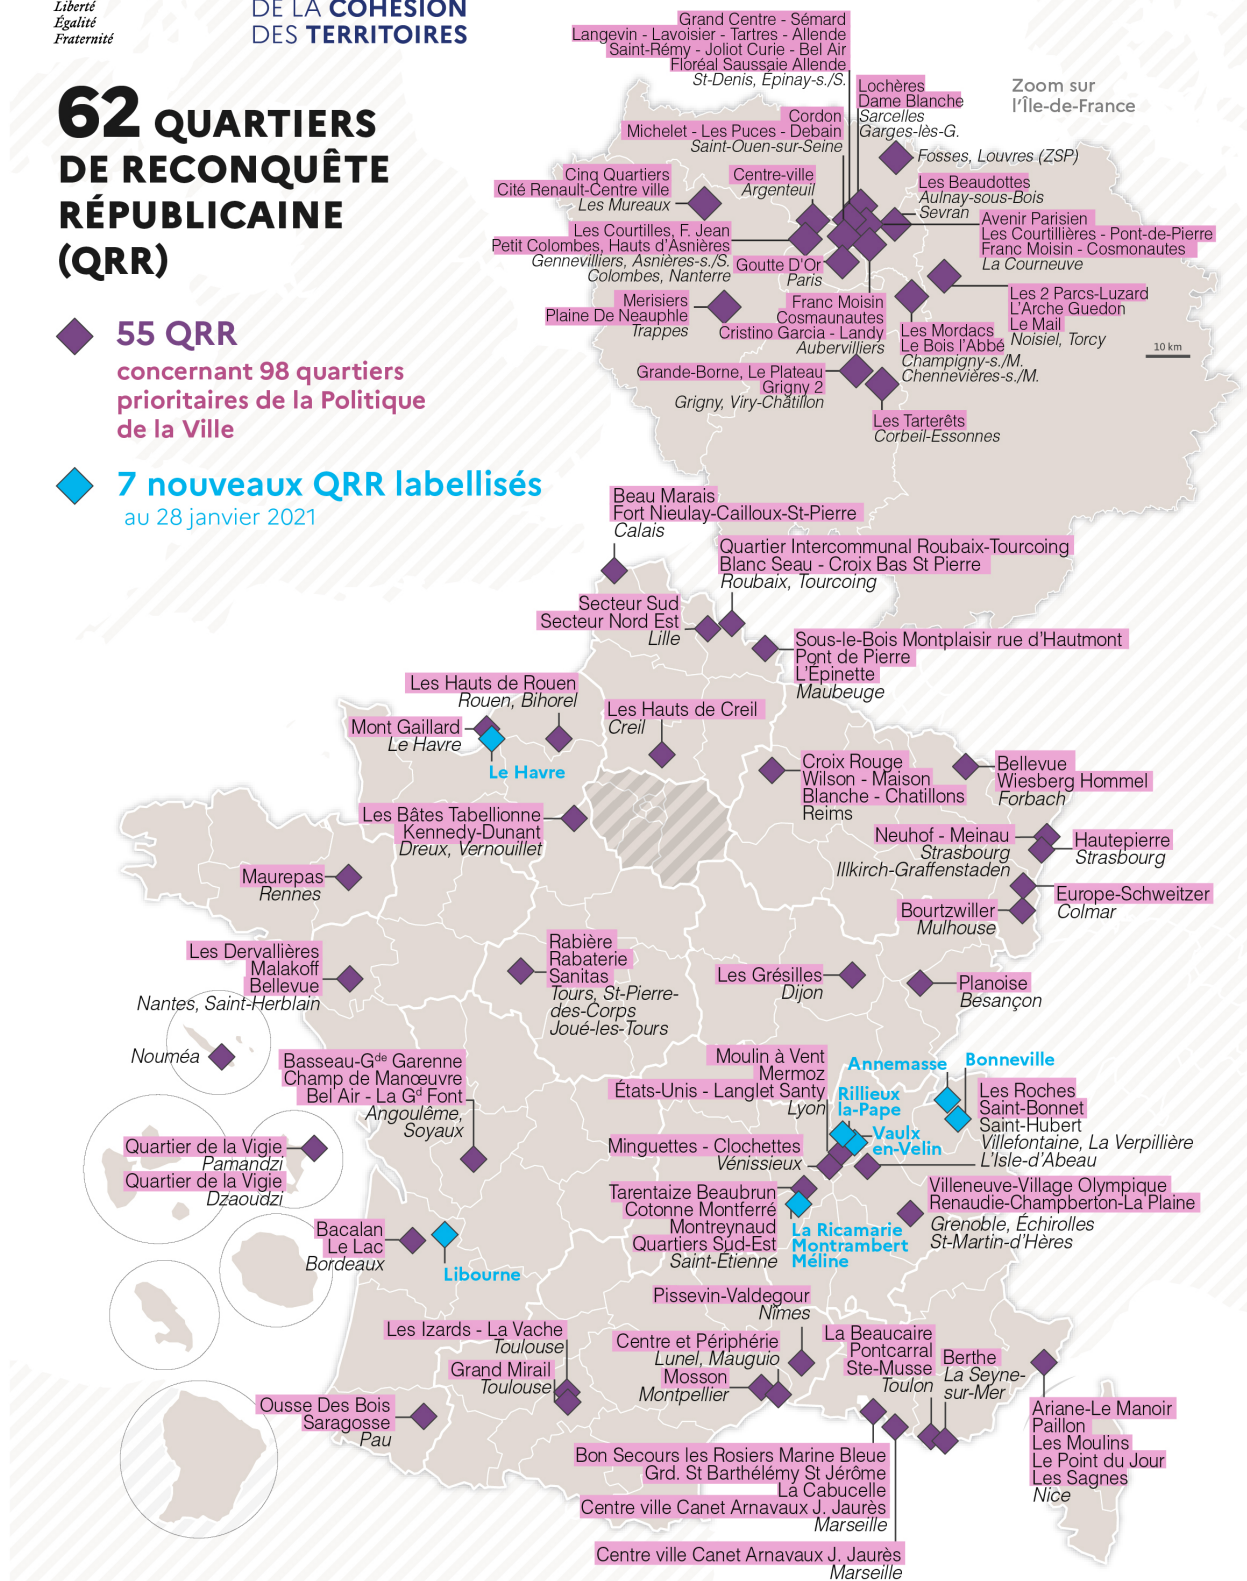 Liberté
Égalité
Fraternité
DE LA COHÉSION
DES TERRITOIRES
62 QUARTIERS
DE RECONQUÊTE
RÉPUBLICAINE
(QRR)
55 QRR
concernant 98 quartiers
prioritaires de la Politique
de la Ville
7 nouveaux QRR labellisés
au 28 janvier 2021
Zoom sur
l'Île-de-France
Grand Centre - Sémard
Langevin - Lavoisier - Tartres - Allende
Saint-Rémy - Joliot Curie - Bel Air
Floréal Saussaie Allende
St-Denis, Épinay-s./S.
Lochères
Dame Blanche
Sarcelles
Garges-lès-G.
Cordon
Michelet - Les Puces - Debain
Saint-Ouen-sur-Seine
Fosses, Louvres (ZSP)
Cinq Quartiers
Cité Renault-Centre ville
Les Mureaux
Centre-ville
Argenteuil
Les Beaudottes
Aulnay-sous-Bois
Sevran
Avenir Parisien
Les Courtillières - Pont-de-Pierre
Franc Moisin - Cosmonautes
La Courneuve
Les Courtilles, F. Jean
Petit Colombes, Hauts d'Asnières
Gennevilliers, Asnières-s./S.
Colombes, Nanterre
Goutte D'Or
Paris
Merisiers
Plaine De Neauphle
Trappes
Franc Moisin
Cosmaunautes
Cristino Garcia - Landy
Aubervilliers
Les 2 Parcs-Luzard
L'Arche Guedon
Le Mail
Noisiel, Torcy
Les Mordacs
Le Bois l'Abbé
Champigny-s./M.
Chennevières-s./M.
10 km
Grande-Borne, Le Plateau
Grigny 2
Grigny, Viry-Châtillon
Les Tarterêts
Corbeil-Essonnes
Beau Marais
Fort Nieulay-Cailloux-St-Pierre
Calais
Quartier Intercommunal Roubaix-Tourcoing
Blanc Seau - Croix Bas St Pierre
Roubaix, Tourcoing
Secteur Sud
Secteur Nord Est
Lille
Sous-le-Bois Montplaisir rue d'Hautmont
Pont de Pierre
L'Épinette
Maubeuge
Les Hauts de Rouen
Rouen, Bihorel
Mont Gaillard
Le Havre
Le Havre
Les Hauts de Creil
Creil
Croix Rouge
Wilson - Maison
Blanche - Chatillons
Reims
Bellevue
Wiesberg Hommel
Forbach
Les Bâtes Tabellionne
Kennedy-Dunant
Dreux, Vernouillet
Neuhof - Meinau
Strasbourg
Illkirch-Graffenstaden
Hautepierre
Strasbourg
Maurepas
Rennes
Europe-Schweitzer
Colmar
Bourtzwiller
Mulhouse
Les Dervallières
Malakoff
Bellevue
Nantes, Saint-Herblain
Rabière
Rabaterie
Sanitas
Tours, St-Pierre-
des-Corps
Joué-les-Tours
Les Grésilles
Dijon
Planoise
Besançon
Nouméa
Basseau-Gde Garenne
Champ de Manœuvre
Bel Air - La Gd Font
Angoulême,
Soyaux
Moulin à Vent
Mermoz
États-Unis - Langlet Santy
Lyon
Annemasse
Bonneville
Rillieux
la-Pape
Vaulx
en-Velin
Les Roches
Saint-Bonnet
Saint-Hubert
Villefontaine, La Verpillière
L'Isle-d'Abeau
Minguettes - Clochettes
Vénissieux
Quartier de la Vigie
Pamandzi
Quartier de la Vigie
Dzaoudzi
Tarentaize Beaubrun
Cotonne Montferré
Montreynaud
Quartiers Sud-Est
Saint-Étienne
La Ricamarie
Montrambert
Méline
Villeneuve-Village Olympique
Renaudie-Champberton-La Plaine
Grenoble, Échirolles
St-Martin-d'Hères
Bacalan
Le Lac
Bordeaux
Libourne
Pissevin-Valdegour
Nîmes
Les Izards - La Vache
Toulouse
Grand Mirail
Toulouse
Centre et Périphérie
Lunel, Mauguio
Mosson
Montpellier
La Beaucaire
Pontcarral
Ste-Musse
Toulon
Berthe
La Seyne-
sur-Mer
Ousse Des Bois
Saragosse
Pau
Ariane-Le Manoir
Paillon
Les Moulins
Le Point du Jour
Les Sagnes
Nice
Bon Secours les Rosiers Marine Bleue
Grd. St Barthélémy St Jérôme
La Cabucelle
Centre ville Canet Arnavaux J. Jaurès
Marseille
Centre ville Canet Arnavaux J. Jaurès
Marseille